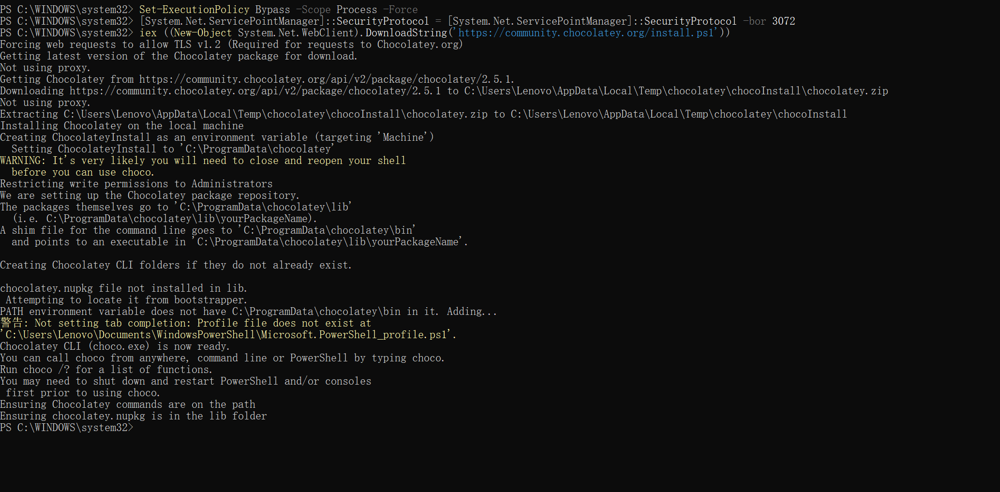 PS C:\WINDOWS\system32> Set-ExecutionPolicy Bypass -Scope Process -Force
PS C:\WINDOWS\system32> [System.Net.ServicePointManager]::SecurityProtocol = [System.Net.ServicePointManager]::SecurityProtocol -bor 3072
PS C:\WINDOWS\system32> iex ((New-Object System.Net.WebClient).DownloadString('https://community.chocolatey.org/install.ps1'))
Forcing web requests to allow TLS v1.2 (Required for requests to Chocolatey.org)
Getting latest version of the Chocolatey package for download.
Not using proxy.
Getting Chocolatey from https://community.chocolatey.org/api/v2/package/chocolatey/2.5.1.
Downloading https://community.chocolatey.org/api/v2/package/chocolatey/2.5.1 to C:\Users\Lenovo\AppData\Local\Temp\chocolatey\chocoInstall\chocolatey.zip
Not using proxy.
Extracting C:\Users\Lenovo\AppData\Local\Temp\chocolatey\chocoInstall\chocolatey.zip to C:\Users\Lenovo\AppData\Local\Temp\chocolatey\chocoInstall
Installing Chocolatey on the local machine
Creating ChocolateyInstall as an environment variable (targeting 'Machine')
  Setting ChocolateyInstall to 'C:\ProgramData\chocolatey'
WARNING: It's very likely you will need to close and reopen your shell
  before you can use choco.
Restricting write permissions to Administrators
We are setting up the Chocolatey package repository.
The packages themselves go to 'C:\ProgramData\chocolatey\lib'
  (i.e. C:\ProgramData\chocolatey\lib\yourPackageName).
A shim file for the command line goes to 'C:\ProgramData\chocolatey\bin'
  and points to an executable in 'C:\ProgramData\chocolatey\lib\yourPackageName'.

Creating Chocolatey CLI folders if they do not already exist.

chocolatey.nupkg file not installed in lib.
 Attempting to locate it from bootstrapper.
PATH environment variable does not have C:\ProgramData\chocolatey\bin in it. Adding...
警告: Not setting tab completion: Profile file does not exist at
'C:\Users\Lenovo\Documents\WindowsPowerShell\Microsoft.PowerShell_profile.ps1'.
Chocolatey CLI (choco.exe) is now ready.
You can call choco from anywhere, command line or PowerShell by typing choco.
Run choco /? for a list of functions.
You may need to shut down and restart PowerShell and/or consoles
 first prior to using choco.
Ensuring Chocolatey commands are on the path
Ensuring chocolatey.nupkg is in the lib folder
PS C:\WINDOWS\system32>